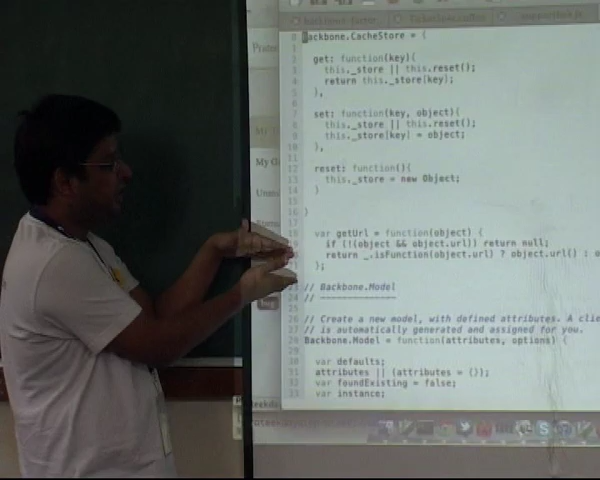 Backbone.CacheStore = {
get: function(key){
this._store || this.reset();
return this._store[key];
},
set: function(key, object){
this._store || this.reset();
this._store[key] = object;
},
reset: function(){
this._store = new Object;
}
}
var getUrl = function(object) {
if (!(object && object.url)) return null;
return _.isFunction(object.url) ? object.url() : o
};
// Backbone.Model
// --------------
// Create a new model, with defined attributes. A clie
// is automatically generated and assigned for you.
Backbone.Model = function(attributes, options) {
var defaults;
attributes || (attributes = {});
var foundExisting = false;
var instance;